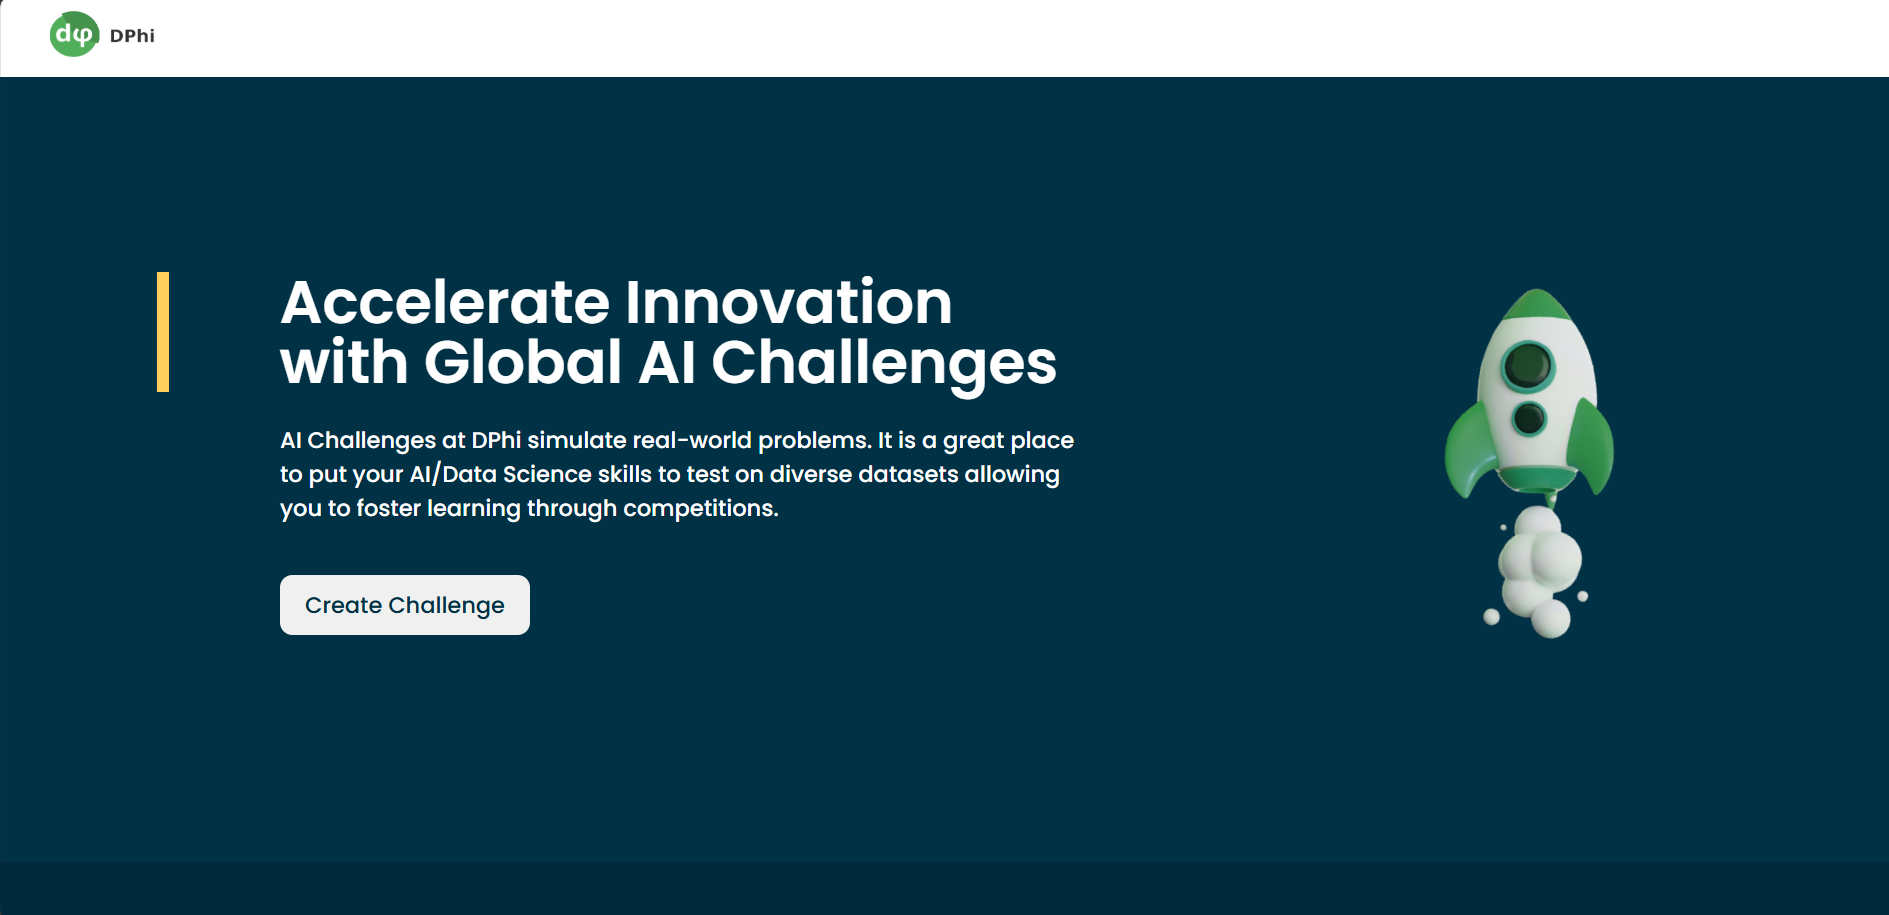 dφ DPhi
Accelerate Innovation
with Global AI Challenges
AI Challenges at DPhi simulate real-world problems. It is a great place
to put your AI/Data Science skills to test on diverse datasets allowing
you to foster learning through competitions.
Create Challenge